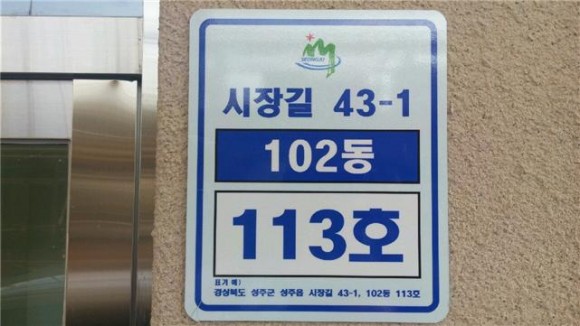 시장길 43-1
102동
113호
표기 예)
경상북도 성주군 성주읍 시장길 43-1, 102동 113호